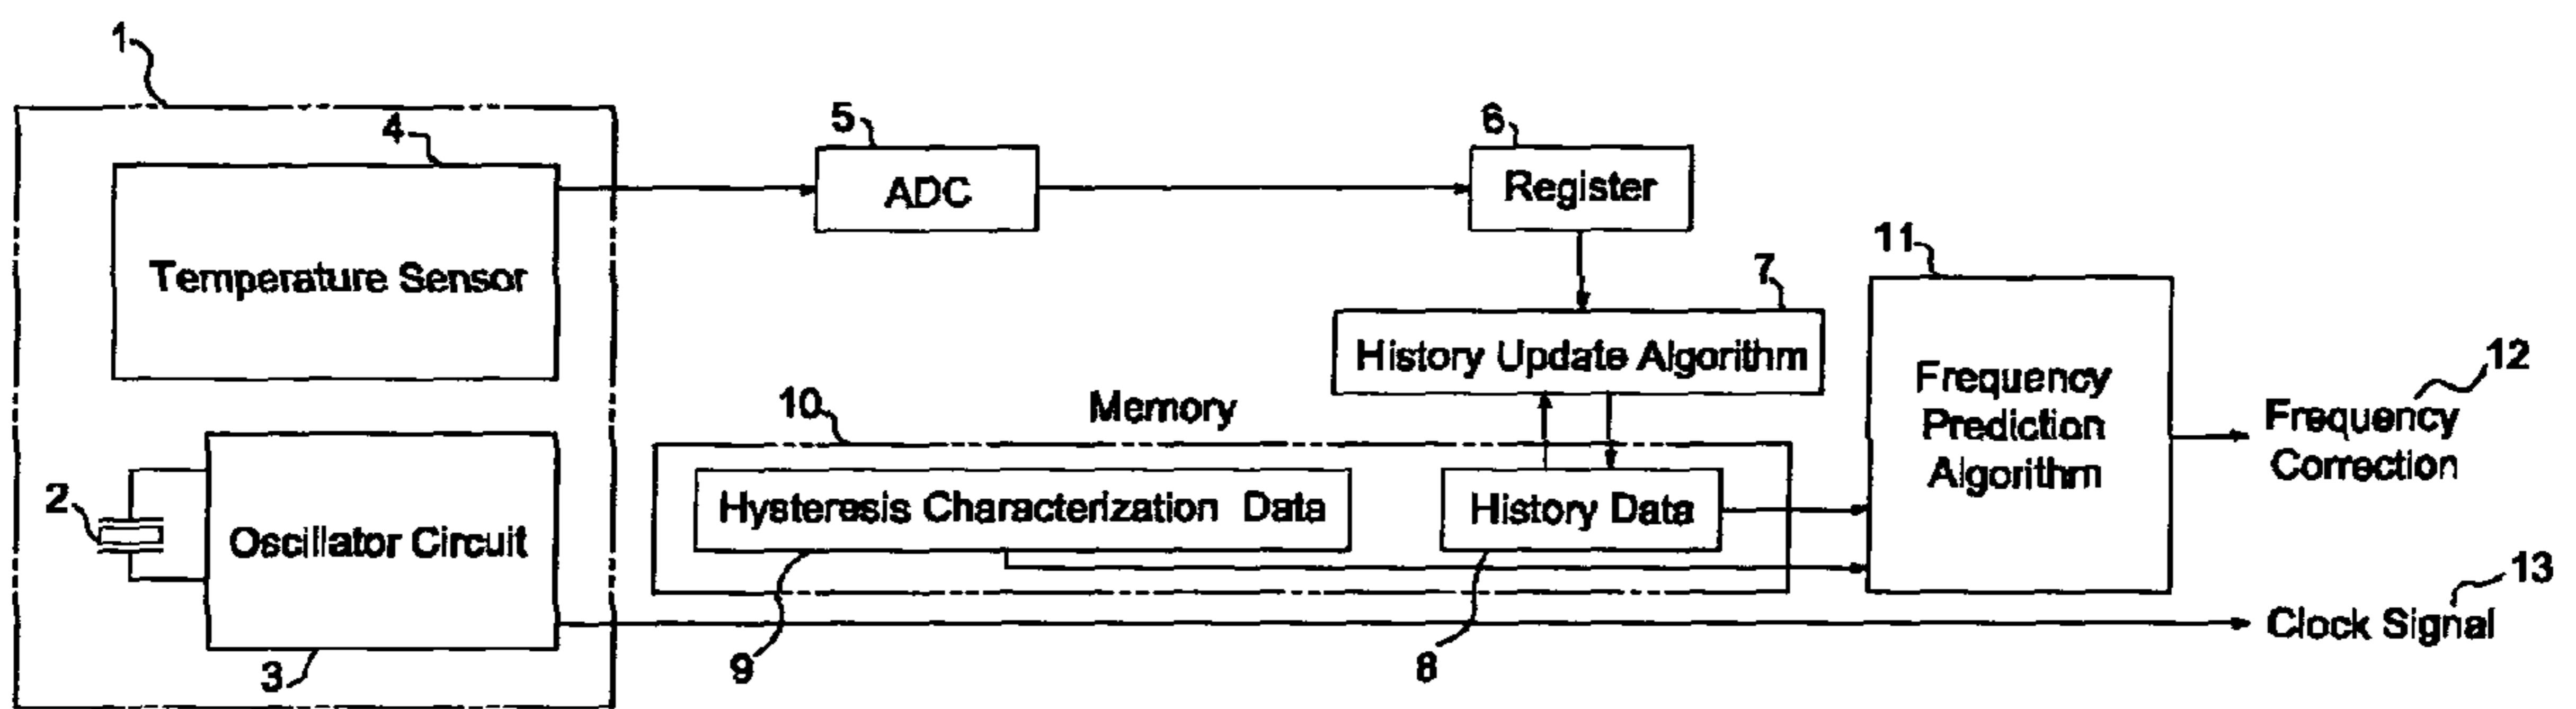 1
4
Temperature Sensor
5
ADC
6
Register
7
History Update Algorithm
11
Frequency
Prediction
Algorithm
12
Frequency
Correction
10
Memory
Hysteresis Characterization Data
History Data
2
Oscillator Circuit
3
9
8
13
Clock Signal